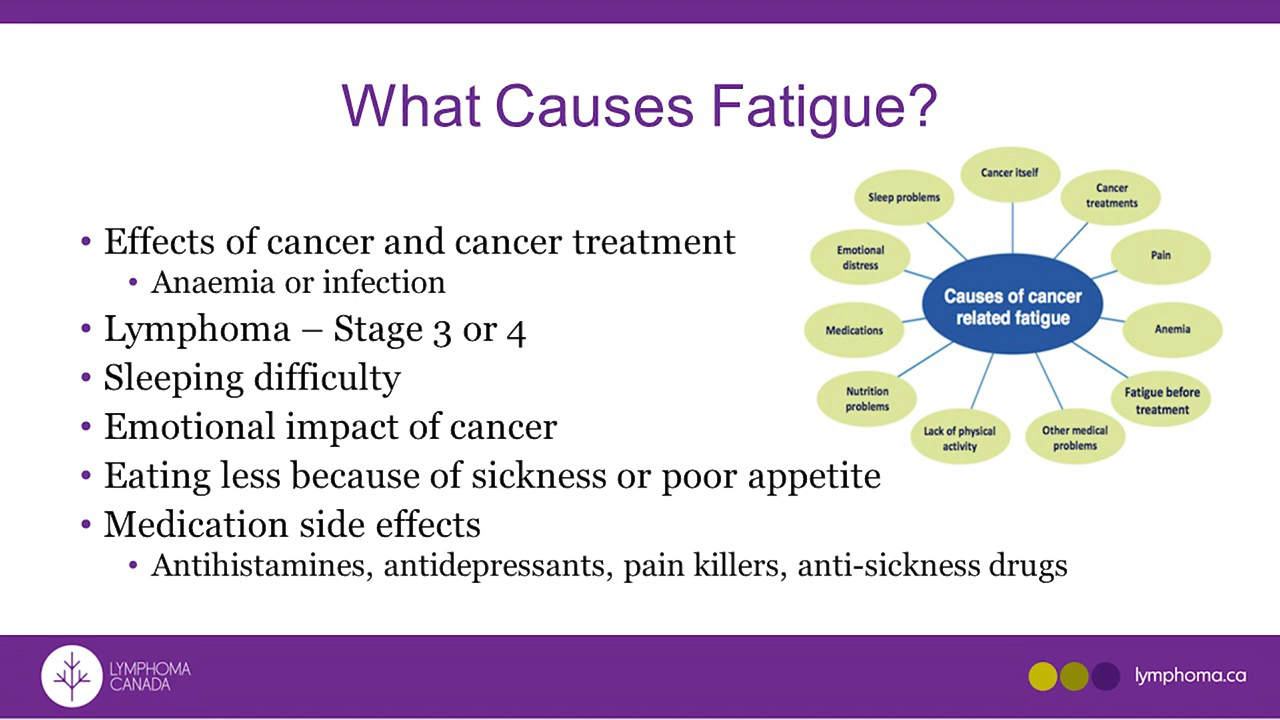 What Causes Fatigue?
• Effects of cancer and cancer treatment
• Anaemia or infection
• Lymphoma – Stage 3 or 4
• Sleeping difficulty
• Emotional impact of cancer
• Eating less because of sickness or poor appetite
• Medication side effects
• Antihistamines, antidepressants, pain killers, anti-sickness drugs
Causes of cancer
related fatigue
Cancer itself
Cancer
treatments
Pain
Anemia
Fatigue before
treatment
Other medical
problems
Lack of physical
activity
Nutrition
problems
Medications
Emotional
distress
Sleep problems
LYMPHOMA
CANADA
lymphoma.ca